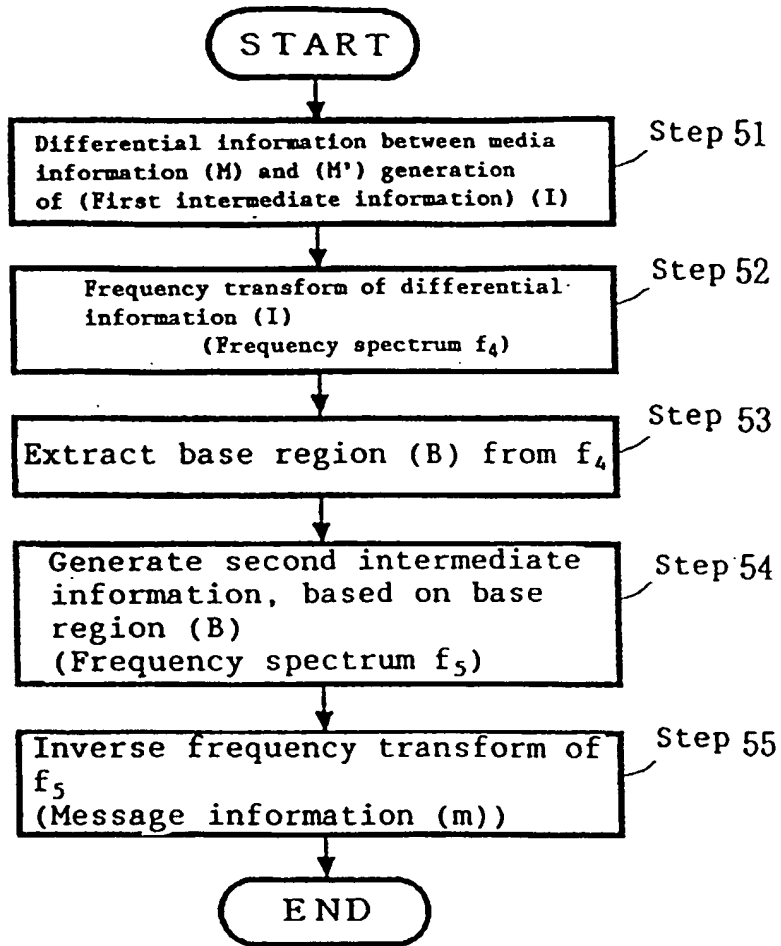 START
Differential information between media
information (M) and (M') generation
of (First intermediate information) (I)
Step 51
Frequency transform of differential
information (I)
(Frequency spectrum f₄)
Step 52
Extract base region (B) from f₄
Step 53
Generate second intermediate
information, based on base
region (B)
(Frequency spectrum f₅)
Step 54
Inverse frequency transform of
f₅
(Message information (m))
Step 55
END